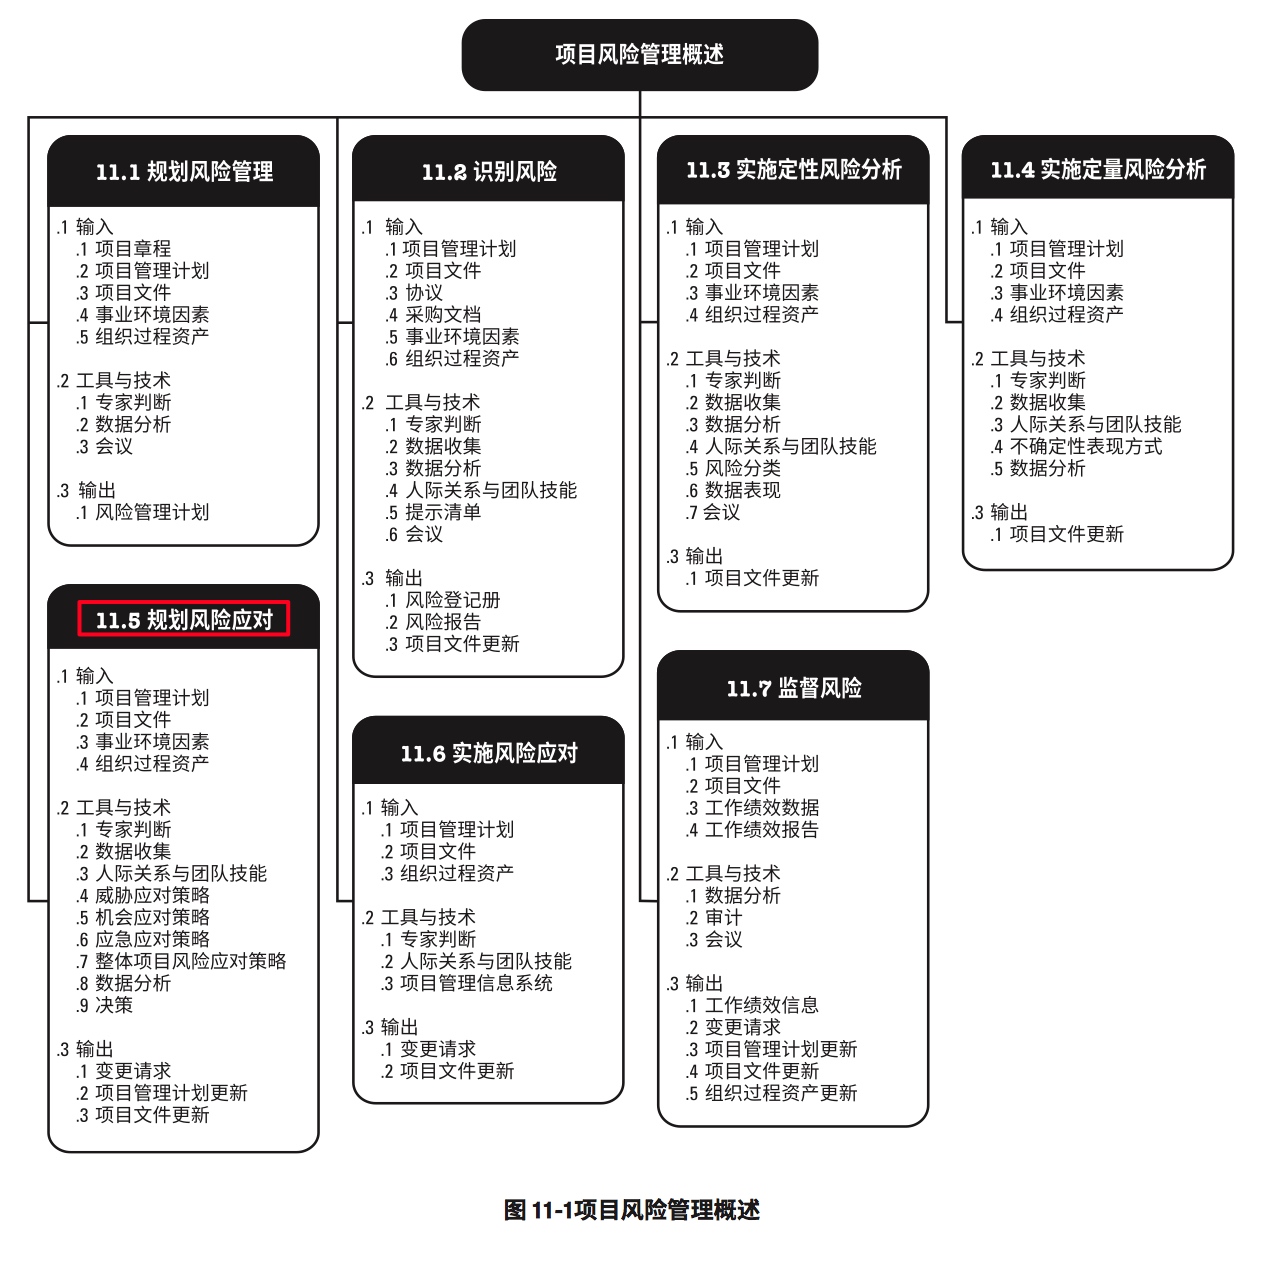 项目风险管理概述
11.1 规划风险管理
.1 输入
.1 项目章程
.2 项目管理计划
.3 项目文件
.4 事业环境因素
.5 组织过程资产
.2 工具与技术
.1 专家判断
.2 数据分析
.3 会议
.3 输出
.1 风险管理计划
11.2 识别风险
.1 输入
.1 项目管理计划
.2 项目文件
.3 协议
.4 采购文档
.5 事业环境因素
.6 组织过程资产
.2 工具与技术
.1 专家判断
.2 数据收集
.3 数据分析
.4 人际关系与团队技能
.5 提示清单
.6 会议
.3 输出
.1 风险登记册
.2 风险报告
.3 项目文件更新
11.3 实施定性风险分析
.1 输入
.1 项目管理计划
.2 项目文件
.3 事业环境因素
.4 组织过程资产
.2 工具与技术
.1 专家判断
.2 数据收集
.3 数据分析
.4 人际关系与团队技能
.5 风险分类
.6 数据表现
.7 会议
.3 输出
.1 项目文件更新
11.4 实施定量风险分析
.1 输入
.1 项目管理计划
.2 项目文件
.3 事业环境因素
.4 组织过程资产
.2 工具与技术
.1 专家判断
.2 数据收集
.3 人际关系与团队技能
.4 不确定性表现方式
.5 数据分析
.3 输出
.1 项目文件更新
11.5 规划风险应对
.1 输入
.1 项目管理计划
.2 项目文件
.3 事业环境因素
.4 组织过程资产
.2 工具与技术
.1 专家判断
.2 数据收集
.3 人际关系与团队技能
.4 威胁应对策略
.5 机会应对策略
.6 应急应对策略
.7 整体项目风险应对策略
.8 数据分析
.9 决策
.3 输出
.1 变更请求
.2 项目管理计划更新
.3 项目文件更新
11.6 实施风险应对
.1 输入
.1 项目管理计划
.2 项目文件
.3 组织过程资产
.2 工具与技术
.1 专家判断
.2 人际关系与团队技能
.3 项目管理信息系统
.3 输出
.1 变更请求
.2 项目文件更新
11.7 监督风险
.1 输入
.1 项目管理计划
.2 项目文件
.3 工作绩效数据
.4 工作绩效报告
.2 工具与技术
.1 数据分析
.2 审计
.3 会议
.3 输出
.1 工作绩效信息
.2 变更请求
.3 项目管理计划更新
.4 项目文件更新
.5 组织过程资产更新
图 11-1项目风险管理概述